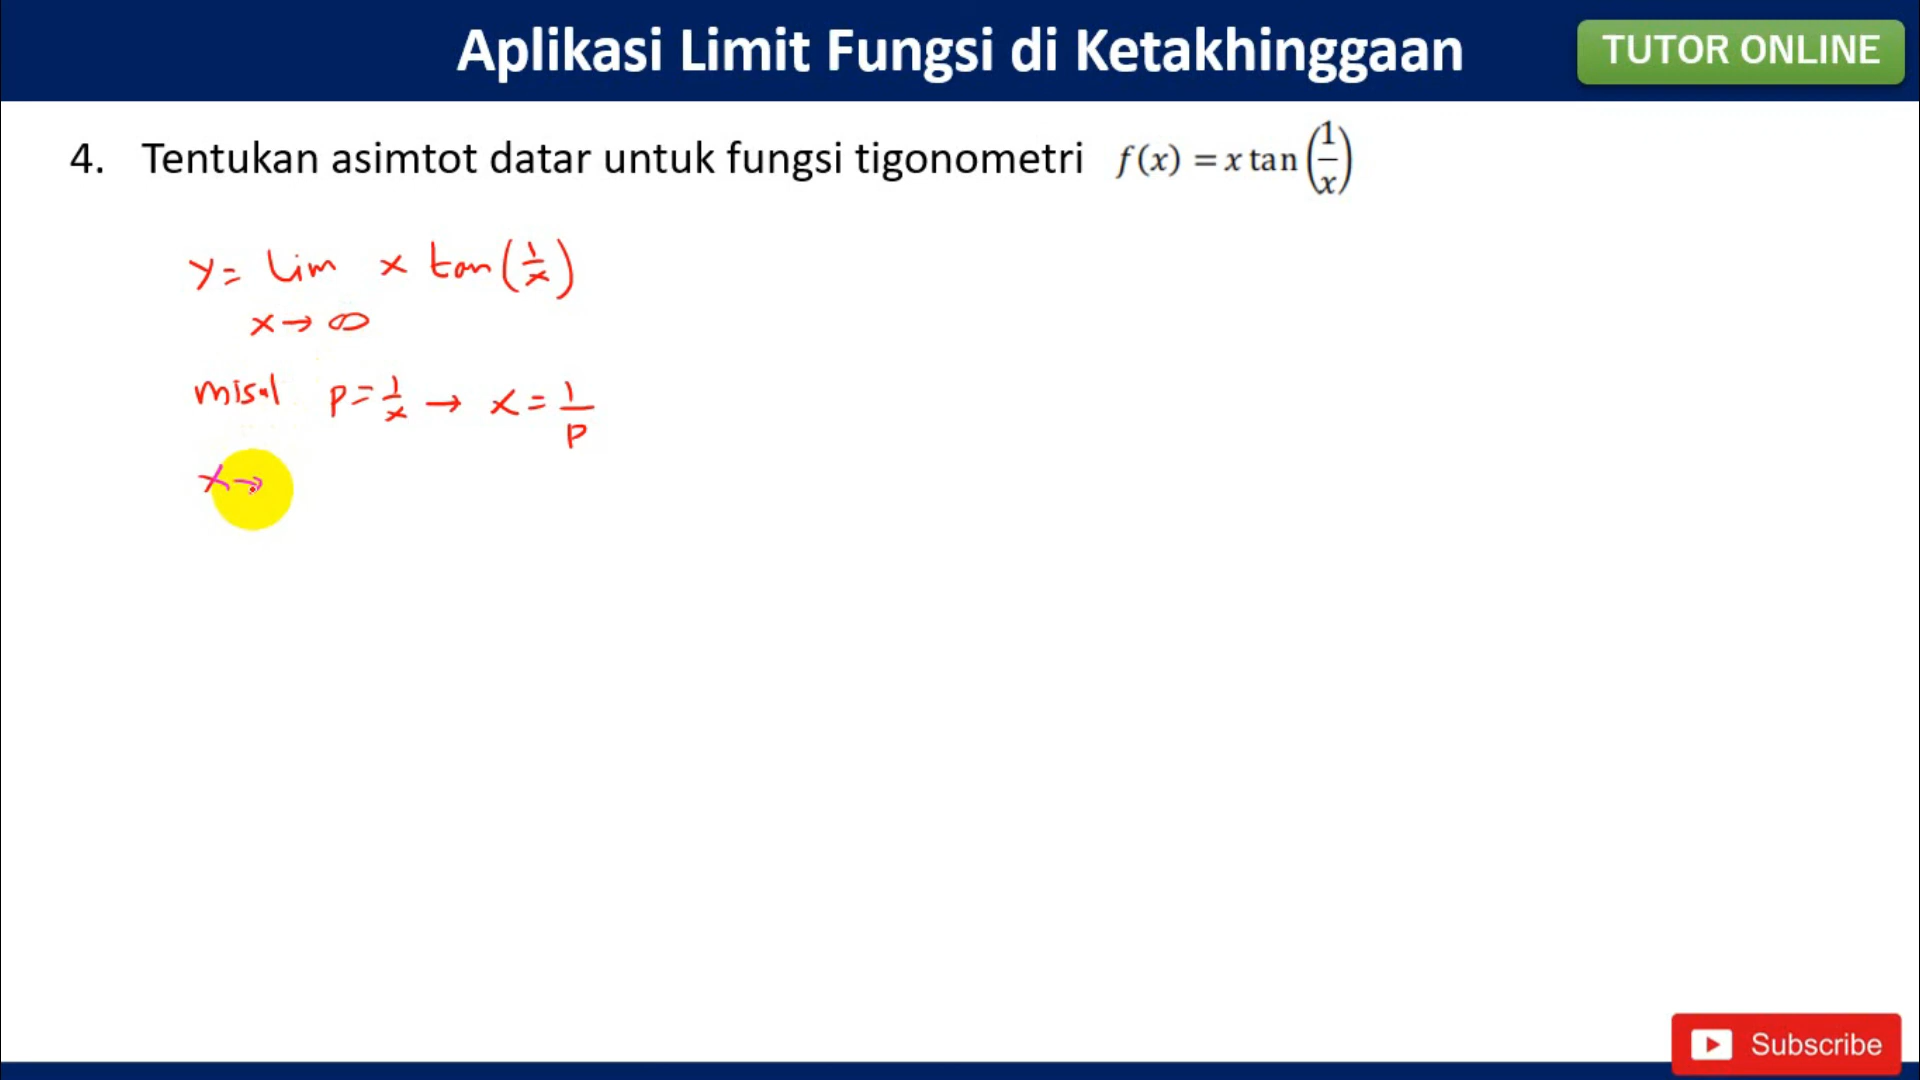 Aplikasi Limit Fungsi di Ketakhinggaan
TUTOR ONLINE
4. Tentukan asimtot datar untuk fungsi tigonometri f(x) = x tan(1/x)
y = lim x tan(1/x)
x → ∞
misal p = 1/x → x = 1/p
x →
Subscribe